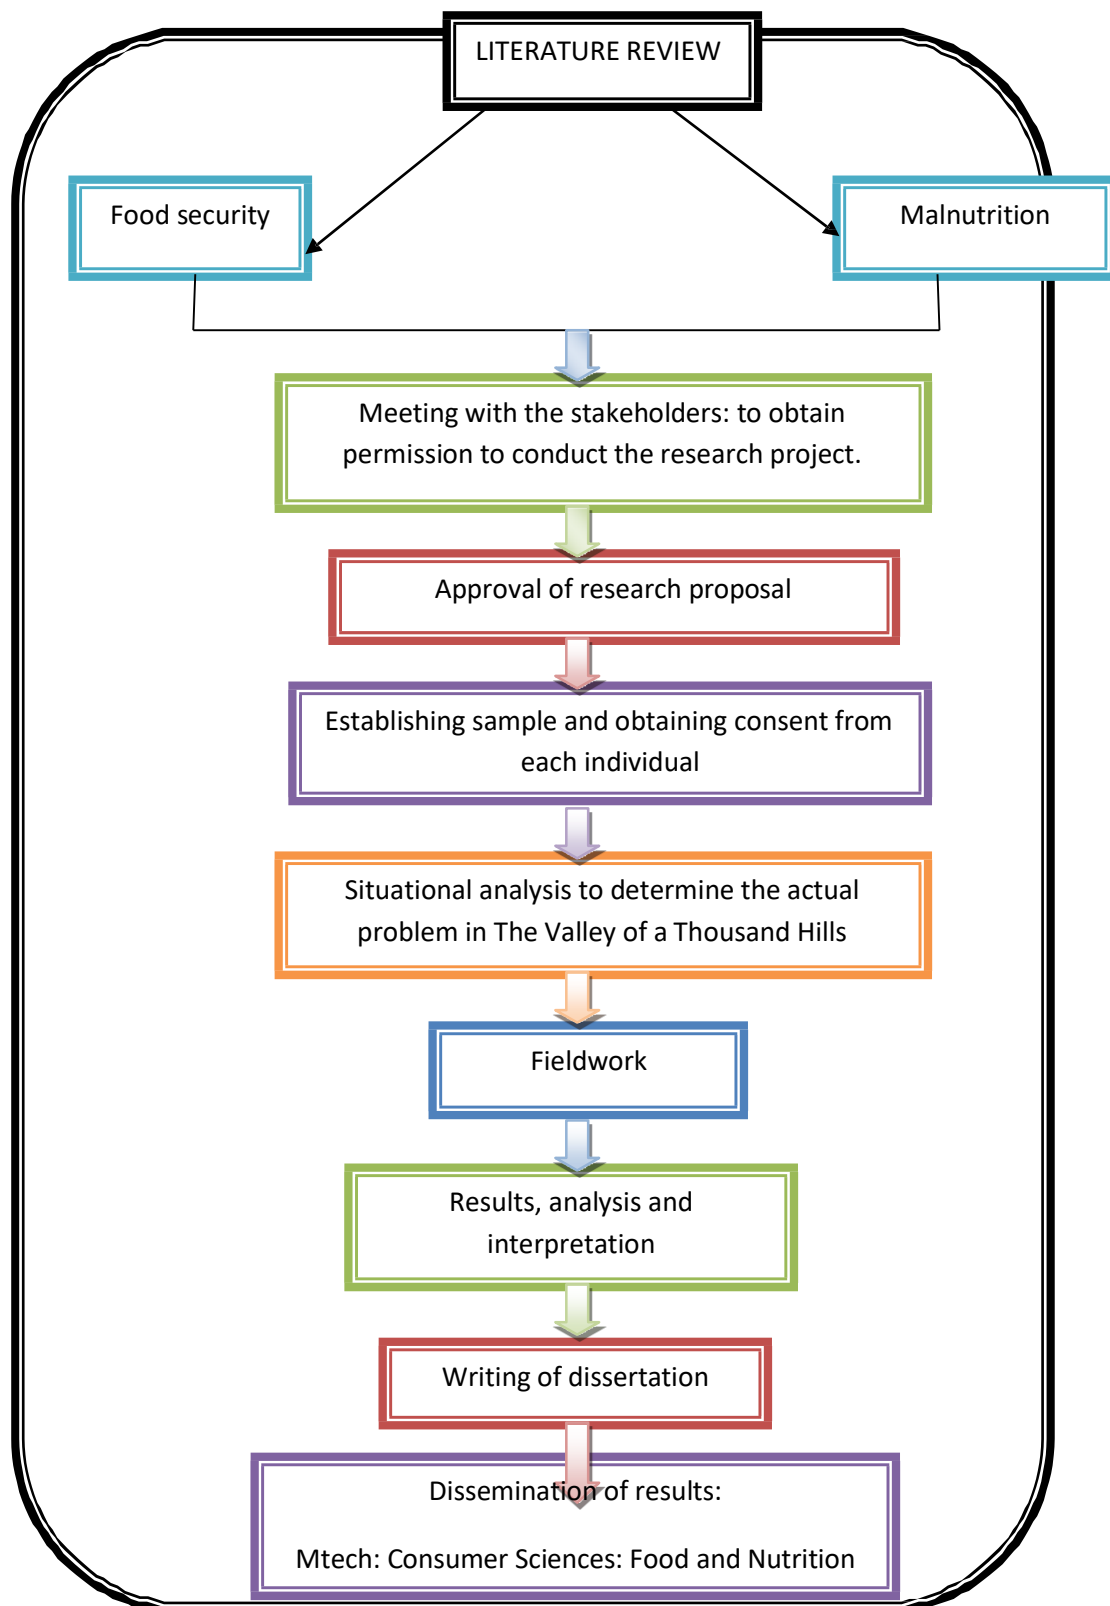 LITERATURE REVIEW
Food security
Malnutrition
Meeting with the stakeholders: to obtain
permission to conduct the research project.
Approval of research proposal
Establishing sample and obtaining consent from
each individual
Situational analysis to determine the actual
problem in The Valley of a Thousand Hills
Fieldwork
Results, analysis and
interpretation
Writing of dissertation
Dissemination of results:
Mtech: Consumer Sciences: Food and Nutrition